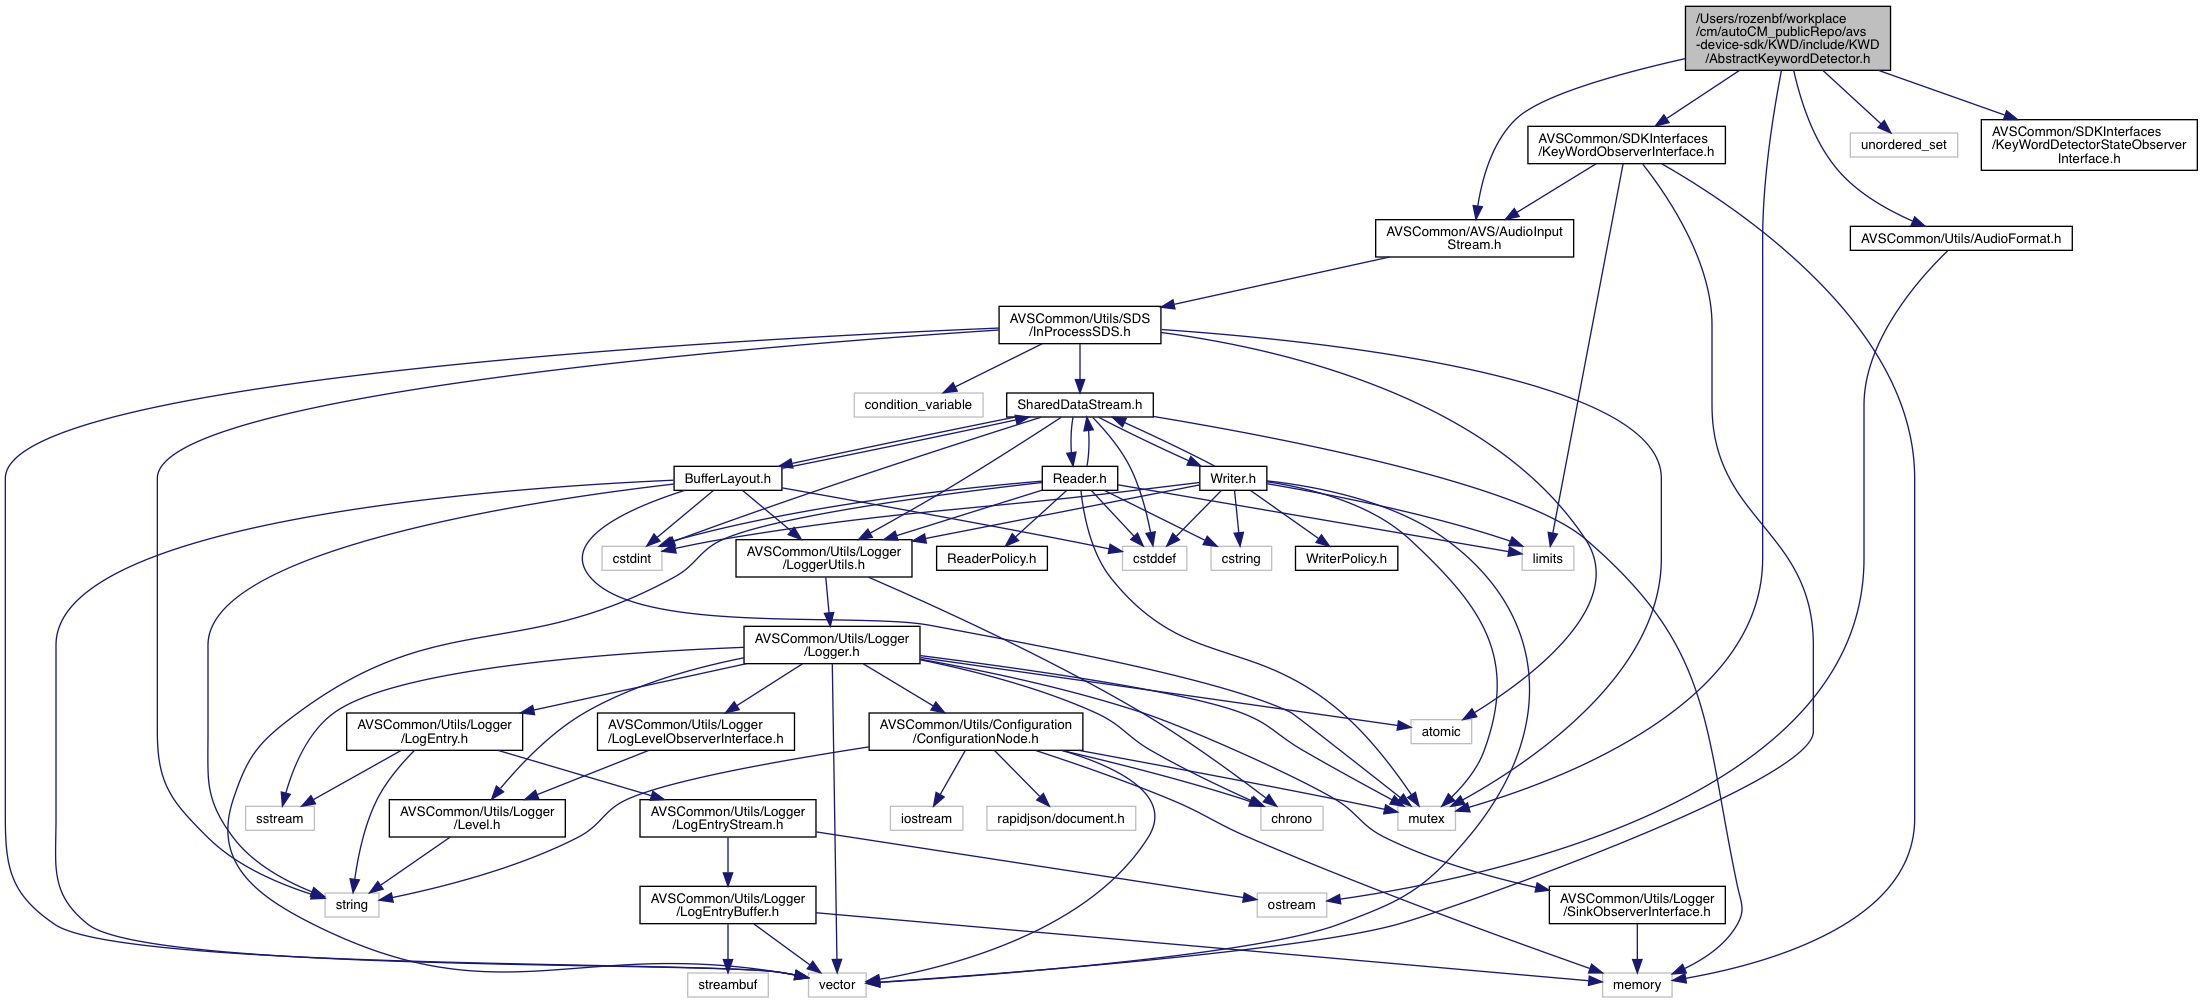 /Users/rozenbf/workplace
/cm/autoCM_publicRepo/avs
-device-sdk/KWD/include/KWD
/AbstractKeywordDetector.h
AVSCommon/SDKInterfaces
/KeyWordObserverInterface.h
unordered_set
AVSCommon/SDKInterfaces
/KeyWordDetectorStateObserver
Interface.h
AVSCommon/AVS/AudioInput
Stream.h
AVSCommon/Utils/AudioFormat.h
AVSCommon/Utils/SDS
/InProcessSDS.h
condition_variable
SharedDataStream.h
BufferLayout.h
Reader.h
Writer.h
cstdint
AVSCommon/Utils/Logger
/LoggerUtils.h
ReaderPolicy.h
cstddef
cstring
WriterPolicy.h
limits
AVSCommon/Utils/Logger
/Logger.h
AVSCommon/Utils/Logger
/LogEntry.h
AVSCommon/Utils/Logger
/LogLevelObserverInterface.h
AVSCommon/Utils/Configuration
/ConfigurationNode.h
atomic
sstream
AVSCommon/Utils/Logger
/Level.h
AVSCommon/Utils/Logger
/LogEntryStream.h
iostream
rapidjson/document.h
chrono
mutex
string
AVSCommon/Utils/Logger
/LogEntryBuffer.h
ostream
AVSCommon/Utils/Logger
/SinkObserverInterface.h
streambuf
vector
memory